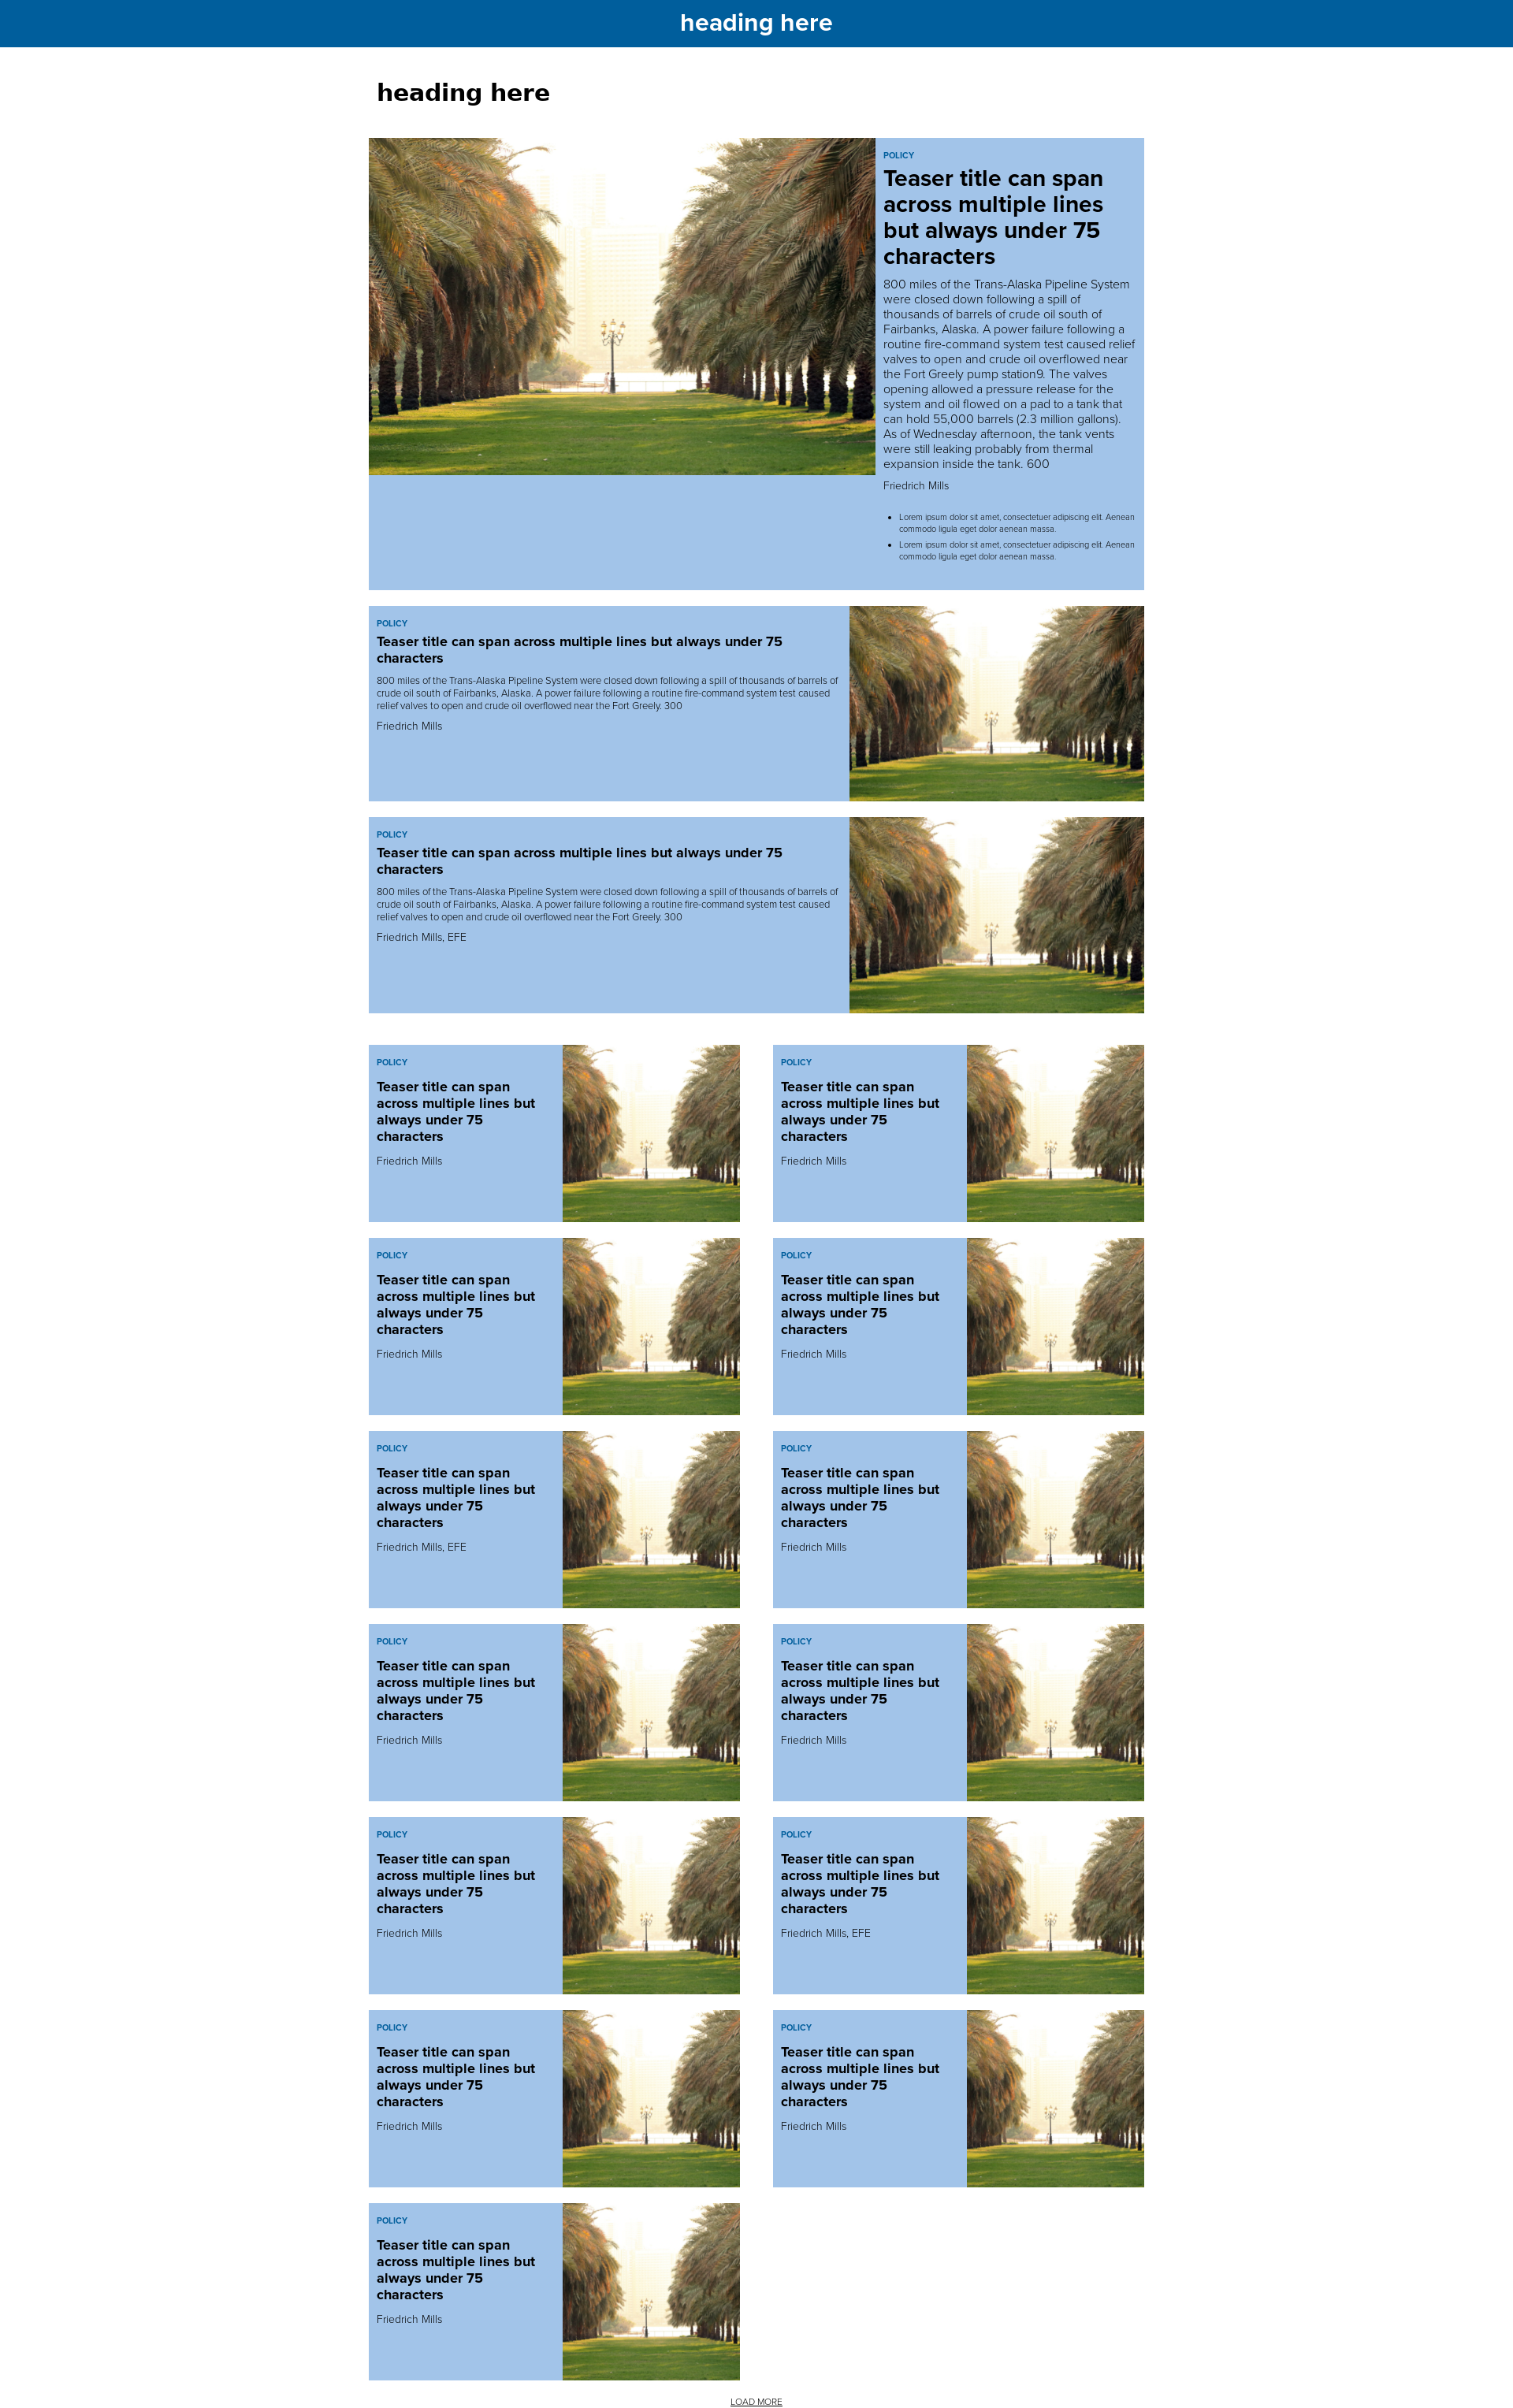 heading here
heading here
POLICY
Teaser title can span
across multiple lines
but always under 75
characters
800 miles of the Trans-Alaska Pipeline System
were closed down following a spill of
thousands of barrels of crude oil south of
Fairbanks, Alaska. A power failure following a
routine fire-command system test caused relief
valves to open and crude oil overflowed near
the Fort Greely pump station9. The valves
opening allowed a pressure release for the
system and oil flowed on a pad to a tank that
can hold 55,000 barrels (2.3 million gallons).
As of Wednesday afternoon, the tank vents
were still leaking probably from thermal
expansion inside the tank. 600
Friedrich Mills
• Lorem ipsum dolor sit amet, consectetuer adipiscing elit. Aenean
commodo ligula eget dolor aenean massa.
• Lorem ipsum dolor sit amet, consectetuer adipiscing elit. Aenean
commodo ligula eget dolor aenean massa.
POLICY
Teaser title can span across multiple lines but always under 75
characters
800 miles of the Trans-Alaska Pipeline System were closed down following a spill of thousands of barrels of
crude oil south of Fairbanks, Alaska. A power failure following a routine fire-command system test caused
relief valves to open and crude oil overflowed near the Fort Greely. 300
Friedrich Mills
POLICY
Teaser title can span across multiple lines but always under 75
characters
800 miles of the Trans-Alaska Pipeline System were closed down following a spill of thousands of barrels of
crude oil south of Fairbanks, Alaska. A power failure following a routine fire-command system test caused
relief valves to open and crude oil overflowed near the Fort Greely. 300
Friedrich Mills, EFE
POLICY
Teaser title can span
across multiple lines but
always under 75
characters
Friedrich Mills
POLICY
Teaser title can span
across multiple lines but
always under 75
characters
Friedrich Mills
POLICY
Teaser title can span
across multiple lines but
always under 75
characters
Friedrich Mills
POLICY
Teaser title can span
across multiple lines but
always under 75
characters
Friedrich Mills
POLICY
Teaser title can span
across multiple lines but
always under 75
characters
Friedrich Mills, EFE
POLICY
Teaser title can span
across multiple lines but
always under 75
characters
Friedrich Mills
POLICY
Teaser title can span
across multiple lines but
always under 75
characters
Friedrich Mills
POLICY
Teaser title can span
across multiple lines but
always under 75
characters
Friedrich Mills
POLICY
Teaser title can span
across multiple lines but
always under 75
characters
Friedrich Mills
POLICY
Teaser title can span
across multiple lines but
always under 75
characters
Friedrich Mills, EFE
POLICY
Teaser title can span
across multiple lines but
always under 75
characters
Friedrich Mills
POLICY
Teaser title can span
across multiple lines but
always under 75
characters
Friedrich Mills
POLICY
Teaser title can span
across multiple lines but
always under 75
characters
Friedrich Mills
LOAD MORE